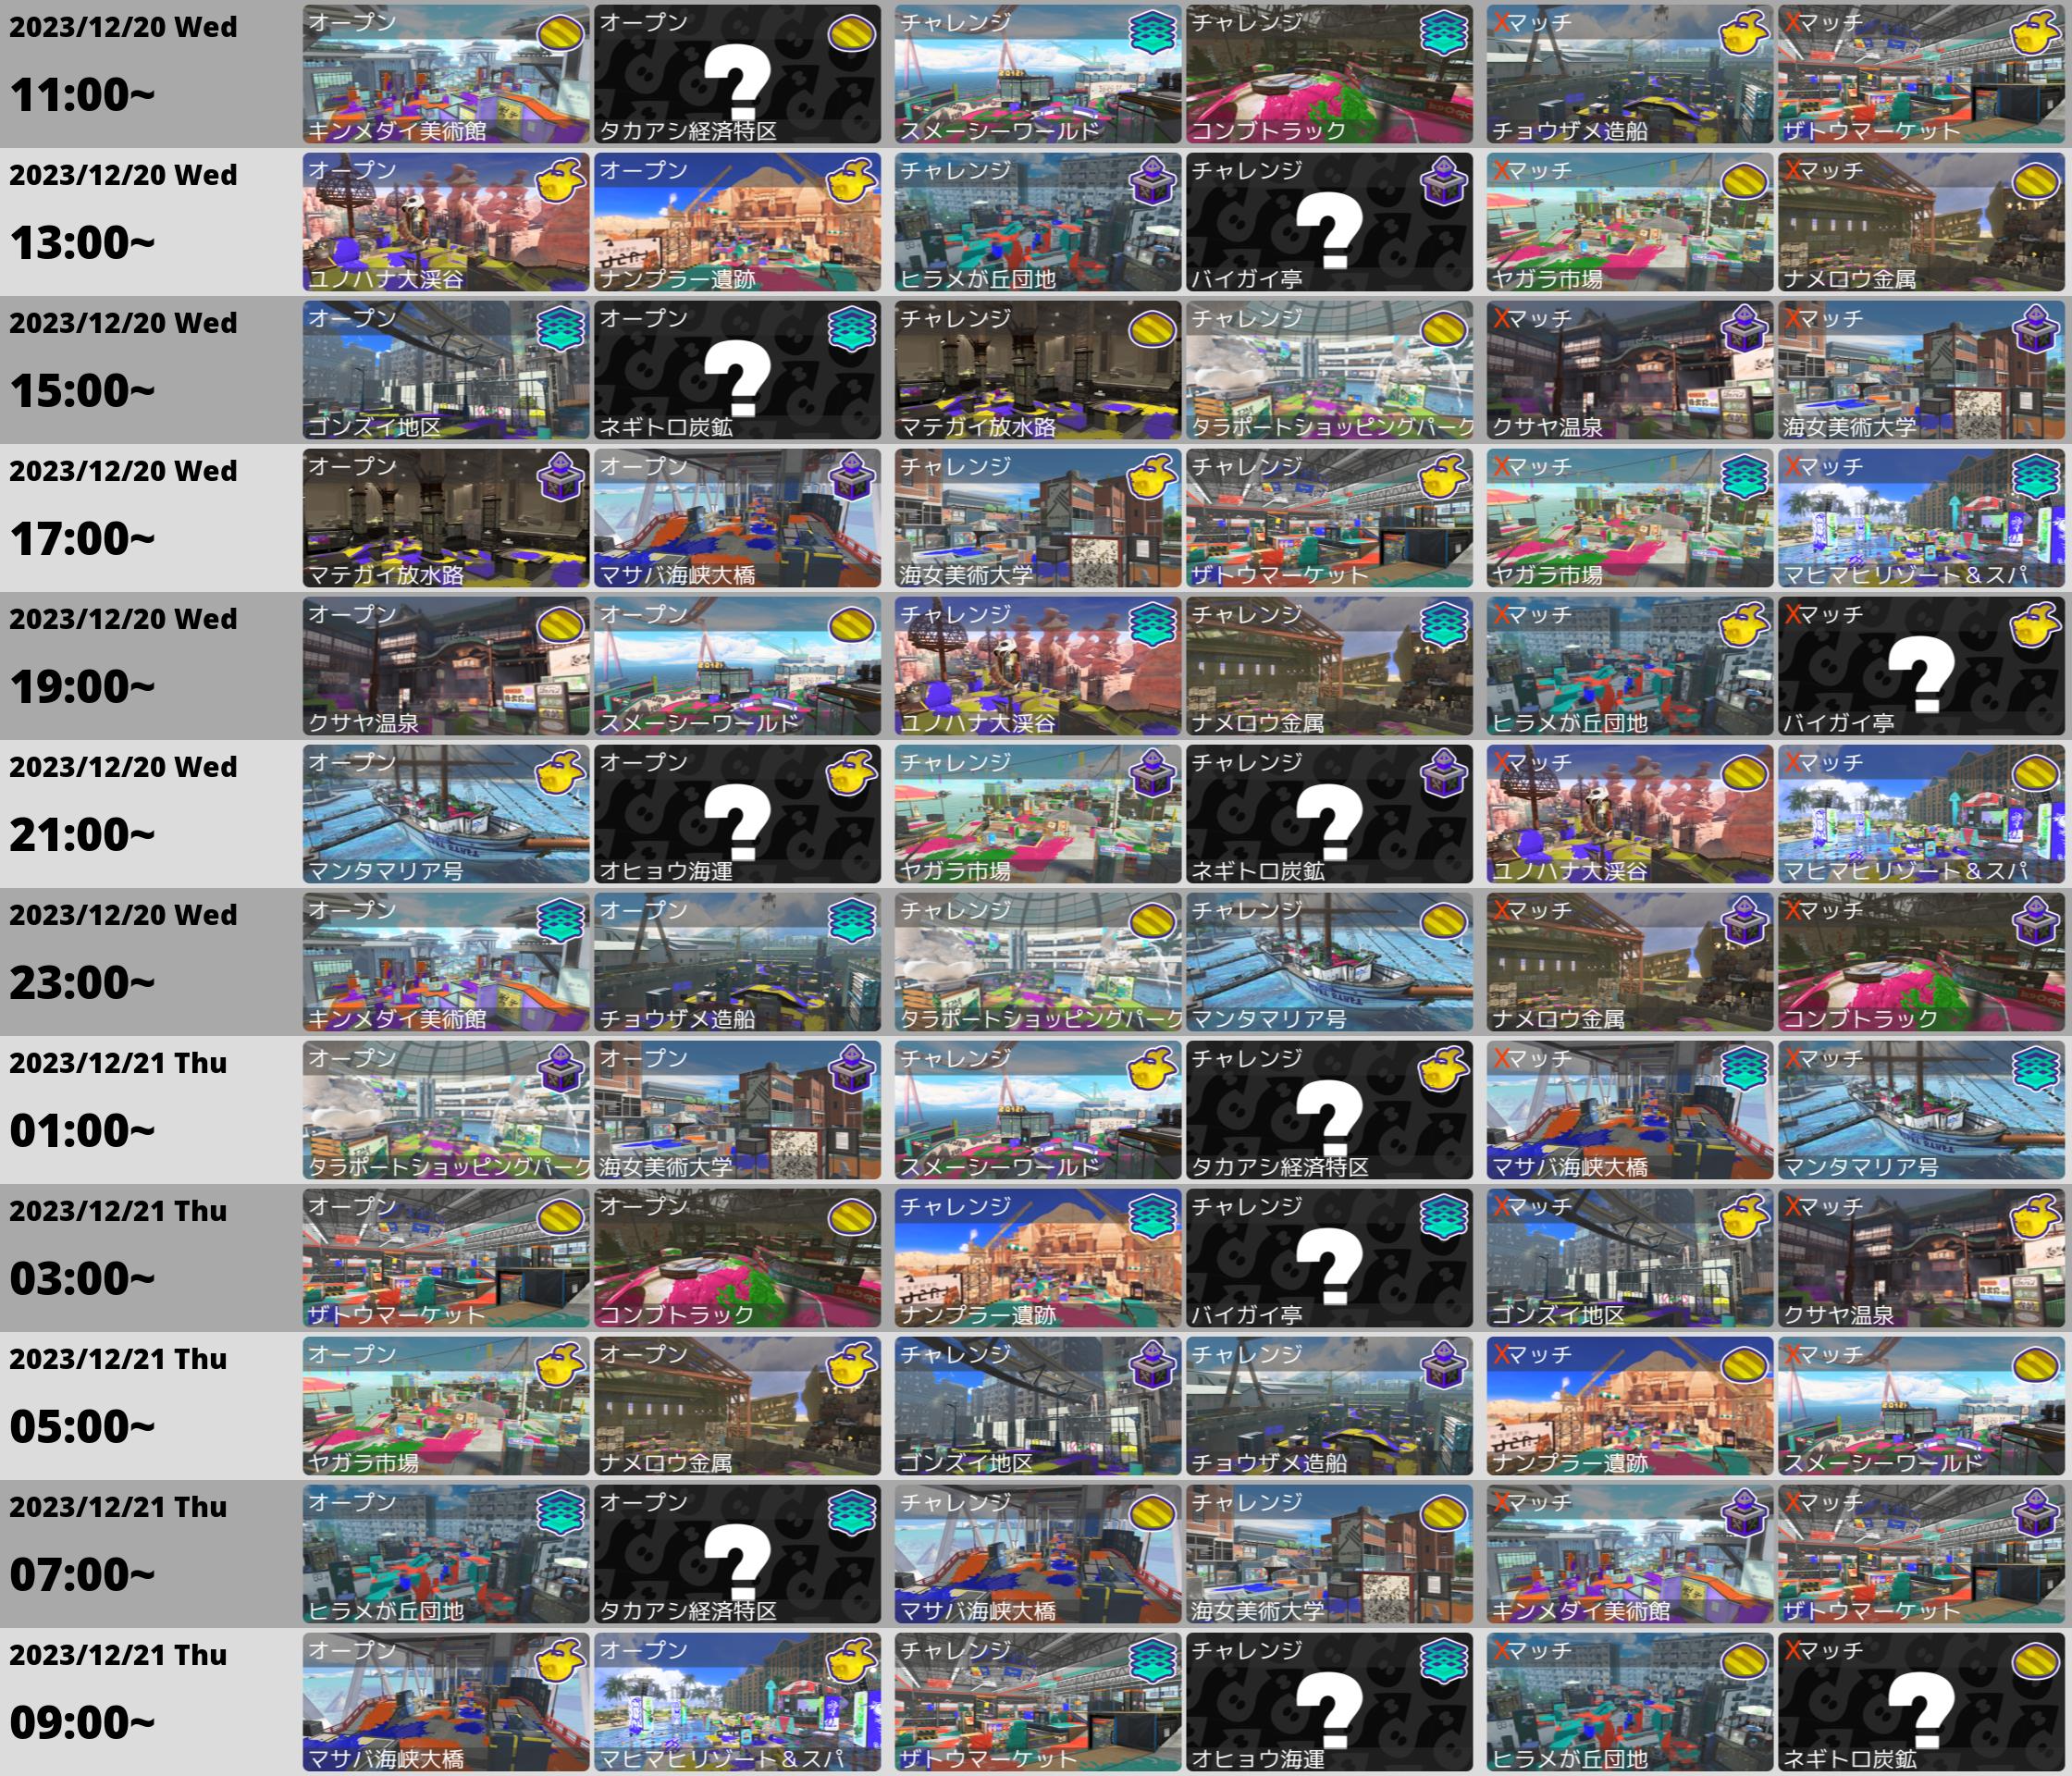 2023/12/20 Wed
11:00~
オープン オープン チャレンジ チャレンジ Xマッチ Xマッチ
キンメダイ美術館 タカアシ経済特区 スメーシーワールド コンブトラック チョウザメ造船 ザトウマーケット
2023/12/20 Wed
13:00~
オープン オープン チャレンジ チャレンジ Xマッチ Xマッチ
ユノハナ大渓谷 ナンプラー遺跡 ヒラメが丘団地 バイガイ亭 ヤガラ市場 ナメロウ金属
2023/12/20 Wed
15:00~
オープン オープン チャレンジ チャレンジ Xマッチ Xマッチ
ゴンズイ地区 ネギトロ炭鉱 マテガイ放水路 タラポートショッピングパーク クサヤ温泉 海女美術大学
2023/12/20 Wed
17:00~
オープン オープン チャレンジ チャレンジ Xマッチ Xマッチ
マテガイ放水路 マサバ海峡大橋 海女美術大学 ザトウマーケット ヤガラ市場 マヒマヒリゾート&スパ
2023/12/20 Wed
19:00~
オープン オープン チャレンジ チャレンジ Xマッチ Xマッチ
クサヤ温泉 スメーシーワールド ユノハナ大渓谷 ナメロウ金属 ヒラメが丘団地 バイガイ亭
2023/12/20 Wed
21:00~
オープン オープン チャレンジ チャレンジ Xマッチ Xマッチ
マンタマリア号 オヒョウ海運 ヤガラ市場 ネギトロ炭鉱 ユノハナ大渓谷 マヒマヒリゾート&スパ
2023/12/20 Wed
23:00~
オープン オープン チャレンジ チャレンジ Xマッチ Xマッチ
キンメダイ美術館 チョウザメ造船 タラポートショッピングパーク マンタマリア号 ナメロウ金属 コンブトラック
2023/12/21 Thu
01:00~
オープン オープン チャレンジ チャレンジ Xマッチ Xマッチ
タラポートショッピングパーク 海女美術大学 スメーシーワールド タカアシ経済特区 マサバ海峡大橋 マンタマリア号
2023/12/21 Thu
03:00~
オープン オープン チャレンジ チャレンジ Xマッチ Xマッチ
ザトウマーケット コンブトラック ナンプラー遺跡 バイガイ亭 ゴンズイ地区 クサヤ温泉
2023/12/21 Thu
05:00~
オープン オープン チャレンジ チャレンジ Xマッチ Xマッチ
ヤガラ市場 ナメロウ金属 ゴンズイ地区 チョウザメ造船 ナンプラー遺跡 スメーシーワールド
2023/12/21 Thu
07:00~
オープン オープン チャレンジ チャレンジ Xマッチ Xマッチ
ヒラメが丘団地 タカアシ経済特区 マサバ海峡大橋 海女美術大学 キンメダイ美術館 ザトウマーケット
2023/12/21 Thu
09:00~
オープン オープン チャレンジ チャレンジ Xマッチ Xマッチ
マサバ海峡大橋 マヒマヒリゾート&スパ ザトウマーケット オヒョウ海運 ヒラメが丘団地 ネギトロ炭鉱